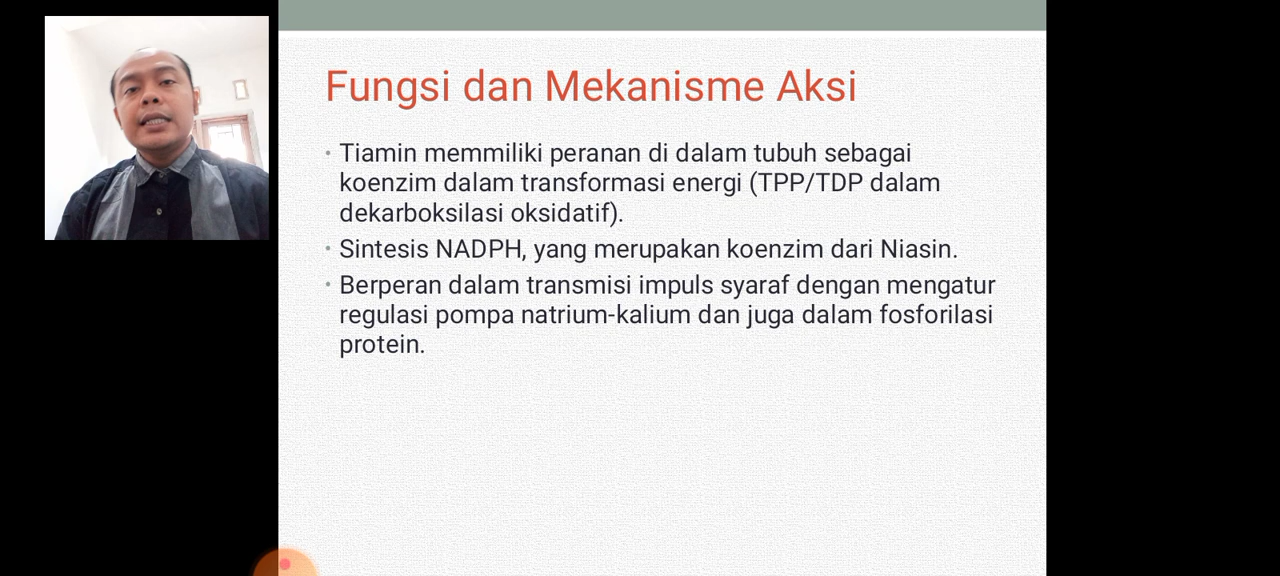 Fungsi dan Mekanisme Aksi
• Tiamin memmiliki peranan di dalam tubuh sebagai
koenzim dalam transformasi energi (TPP/TDP dalam
dekarboksilasi oksidatif).
• Sintesis NADPH, yang merupakan koenzim dari Niasin.
• Berperan dalam transmisi impuls syaraf dengan mengatur
regulasi pompa natrium-kalium dan juga dalam fosforilasi
protein.